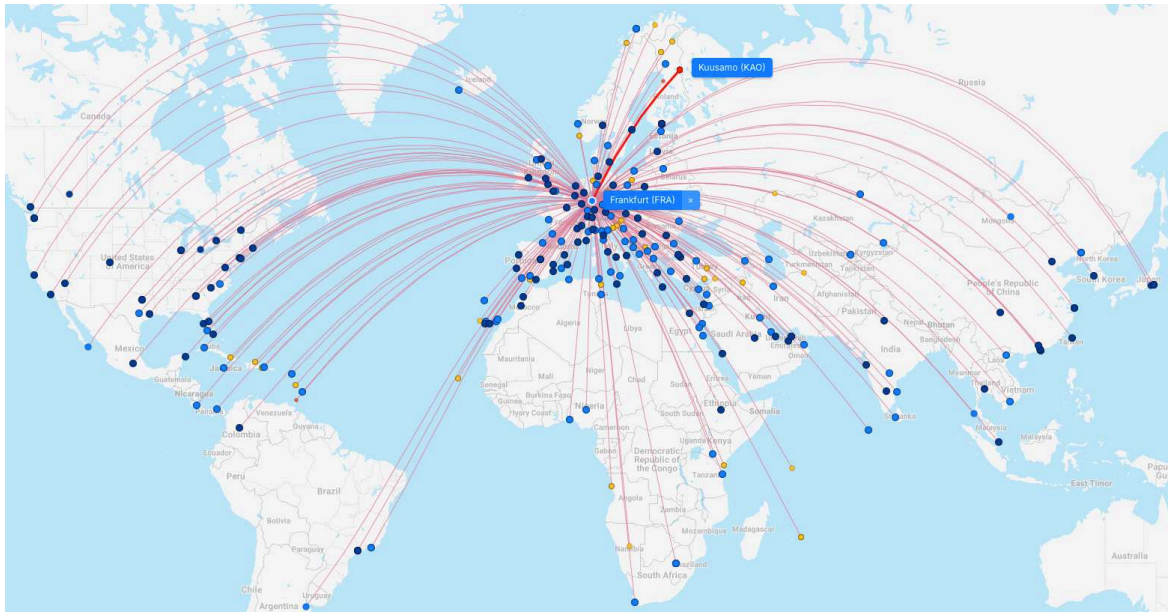 Iceland
Russia
Kuusamo (KAO)
Finland
Canada
Norway
Estonia
Latvia
Belarus
Frankfurt (FRA) ×
Kazakhstan
Mongolia
United States
of America
Uzbekistan
Kyrgyzstan
Turkmenistan
Tajikistan
North Korea
South Korea
Japan
People's Republic
of China
Turkey
Iran
Afghanistan
Pakistan
Nepal
Bhutan
Bangladesh
Morocco
Algeria
Libya
Egypt
Saudi Arabia
Oman
India
Taiwan
Mexico
Jamaica
Guatemala
Nicaragua
Mauritania
Mali
Niger
Chad
Sudan
Eritrea
Yemen
Myanmar
Laos
Thailand
Vietnam
Senegal
Guinea
Burkina Faso
Ivory Coast
Nigeria
Ethiopia
Somalia
South Sudan
Cameroon
Sri Lanka
Malaysia
Malaysia
Venezuela
Guyana
Colombia
Ecuador
Gabon
Democratic
Republic of
the Congo
Uganda
Kenya
Tanzania
East Timor
Peru
Brazil
Angola
Zambia
Bolivia
Mozambique
Madagascar
Paraguay
Namibia
Swaziland
South Africa
Australia
Chile
Uruguay
Argentina